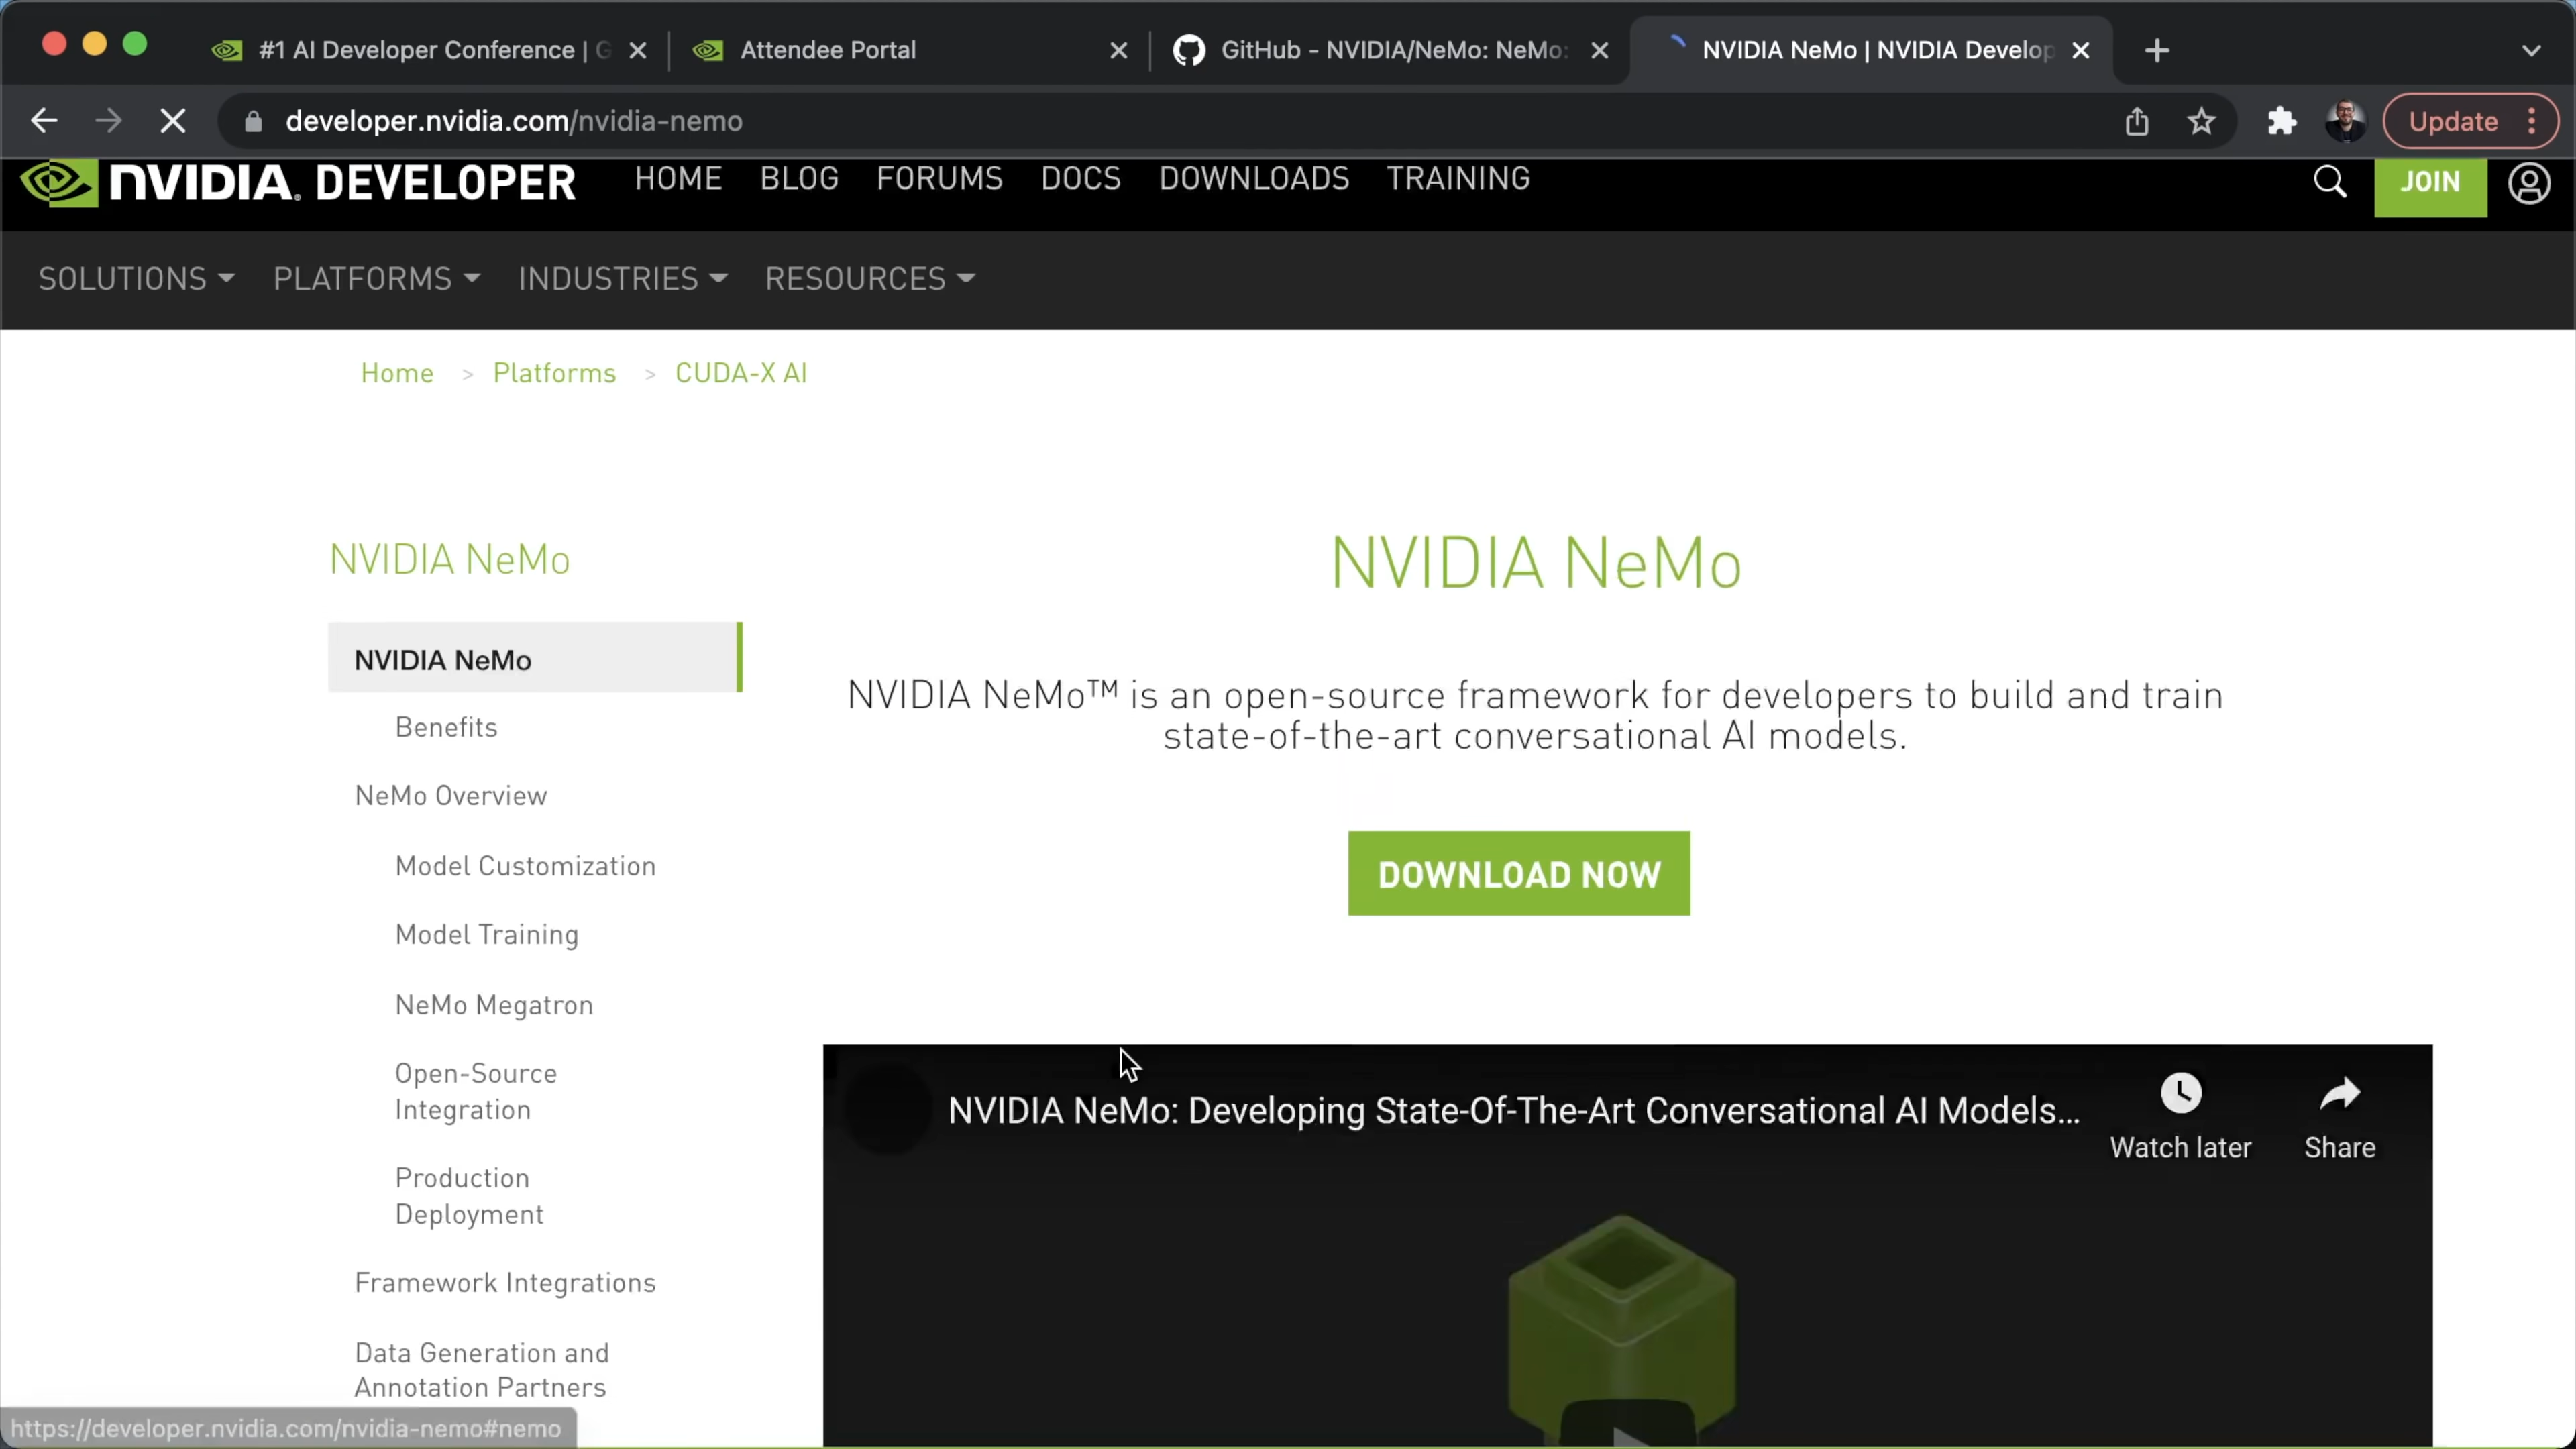 #1 AI Developer Conference | G
Attendee Portal
GitHub - NVIDIA/NeMo: NeMo:
NVIDIA NeMo | NVIDIA Develop
developer.nvidia.com/nvidia-nemo
Update
NVIDIA. DEVELOPER
HOME BLOG FORUMS DOCS DOWNLOADS TRAINING
JOIN
SOLUTIONS PLATFORMS INDUSTRIES RESOURCES
Home > Platforms > CUDA-X AI
NVIDIA NeMo
NVIDIA NeMo
Benefits
NeMo Overview
Model Customization
Model Training
NeMo Megatron
Open-Source
Integration
Production
Deployment
Framework Integrations
Data Generation and
Annotation Partners
NVIDIA NeMo
NVIDIA NeMo™ is an open-source framework for developers to build and train
state-of-the-art conversational AI models.
DOWNLOAD NOW
NVIDIA NeMo: Developing State-Of-The-Art Conversational AI Models...
Watch later
Share
https://developer.nvidia.com/nvidia-nemo#nemo